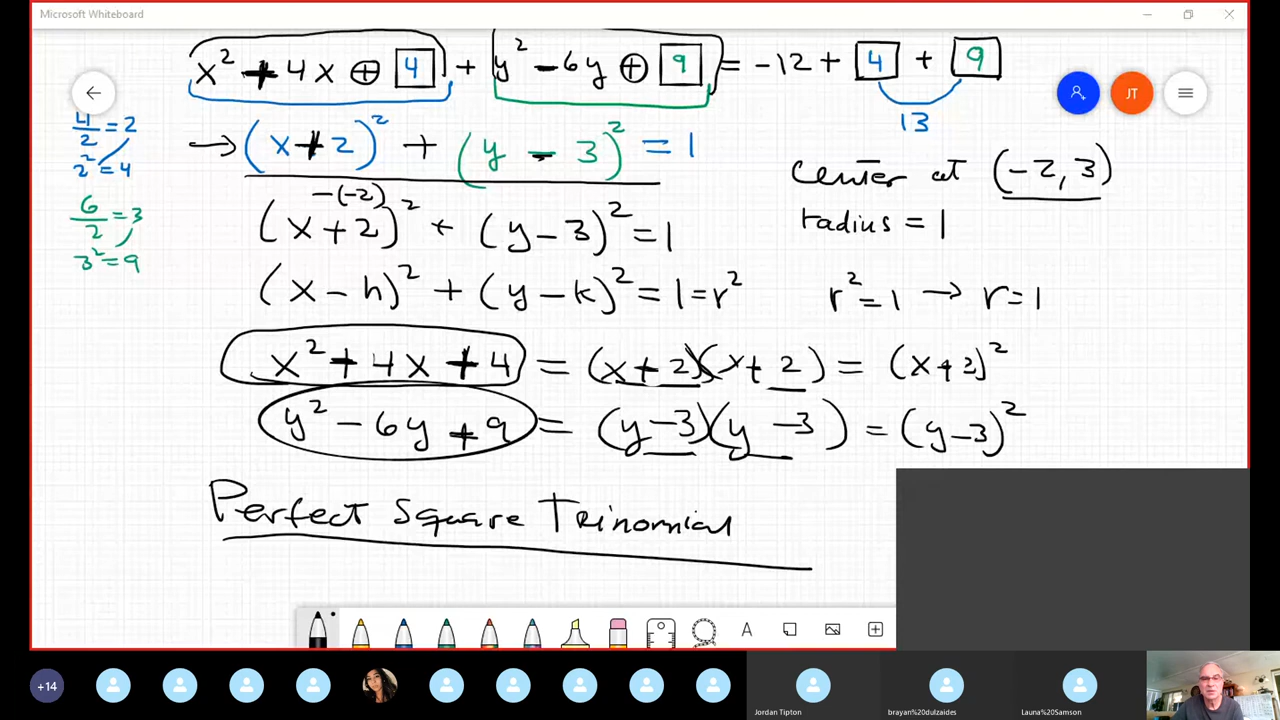 Microsoft Whiteboard
x² + 4x ⊕ 4 + y² - 6y ⊕ 9 = -12 + 4 + 9
13
4/2 = 2
2² = 4
→ (x + 2)² + (y - 3)² = 1
center at (-2, 3)
6/2 = 3
3² = 9
-(-2)
(x + 2)² + (y - 3)² = 1
radius = 1
(x - h)² + (y - k)² = 1 = r²
r² = 1 → r = 1
x² + 4x + 4 = (x + 2)(x + 2) = (x + 2)²
y² - 6y + 9 = (y - 3)(y - 3) = (y - 3)²
Perfect Square Trinomial
JT
A
+14
Jordan Tipton
brayan%20dulzaides
Launa%20Samson